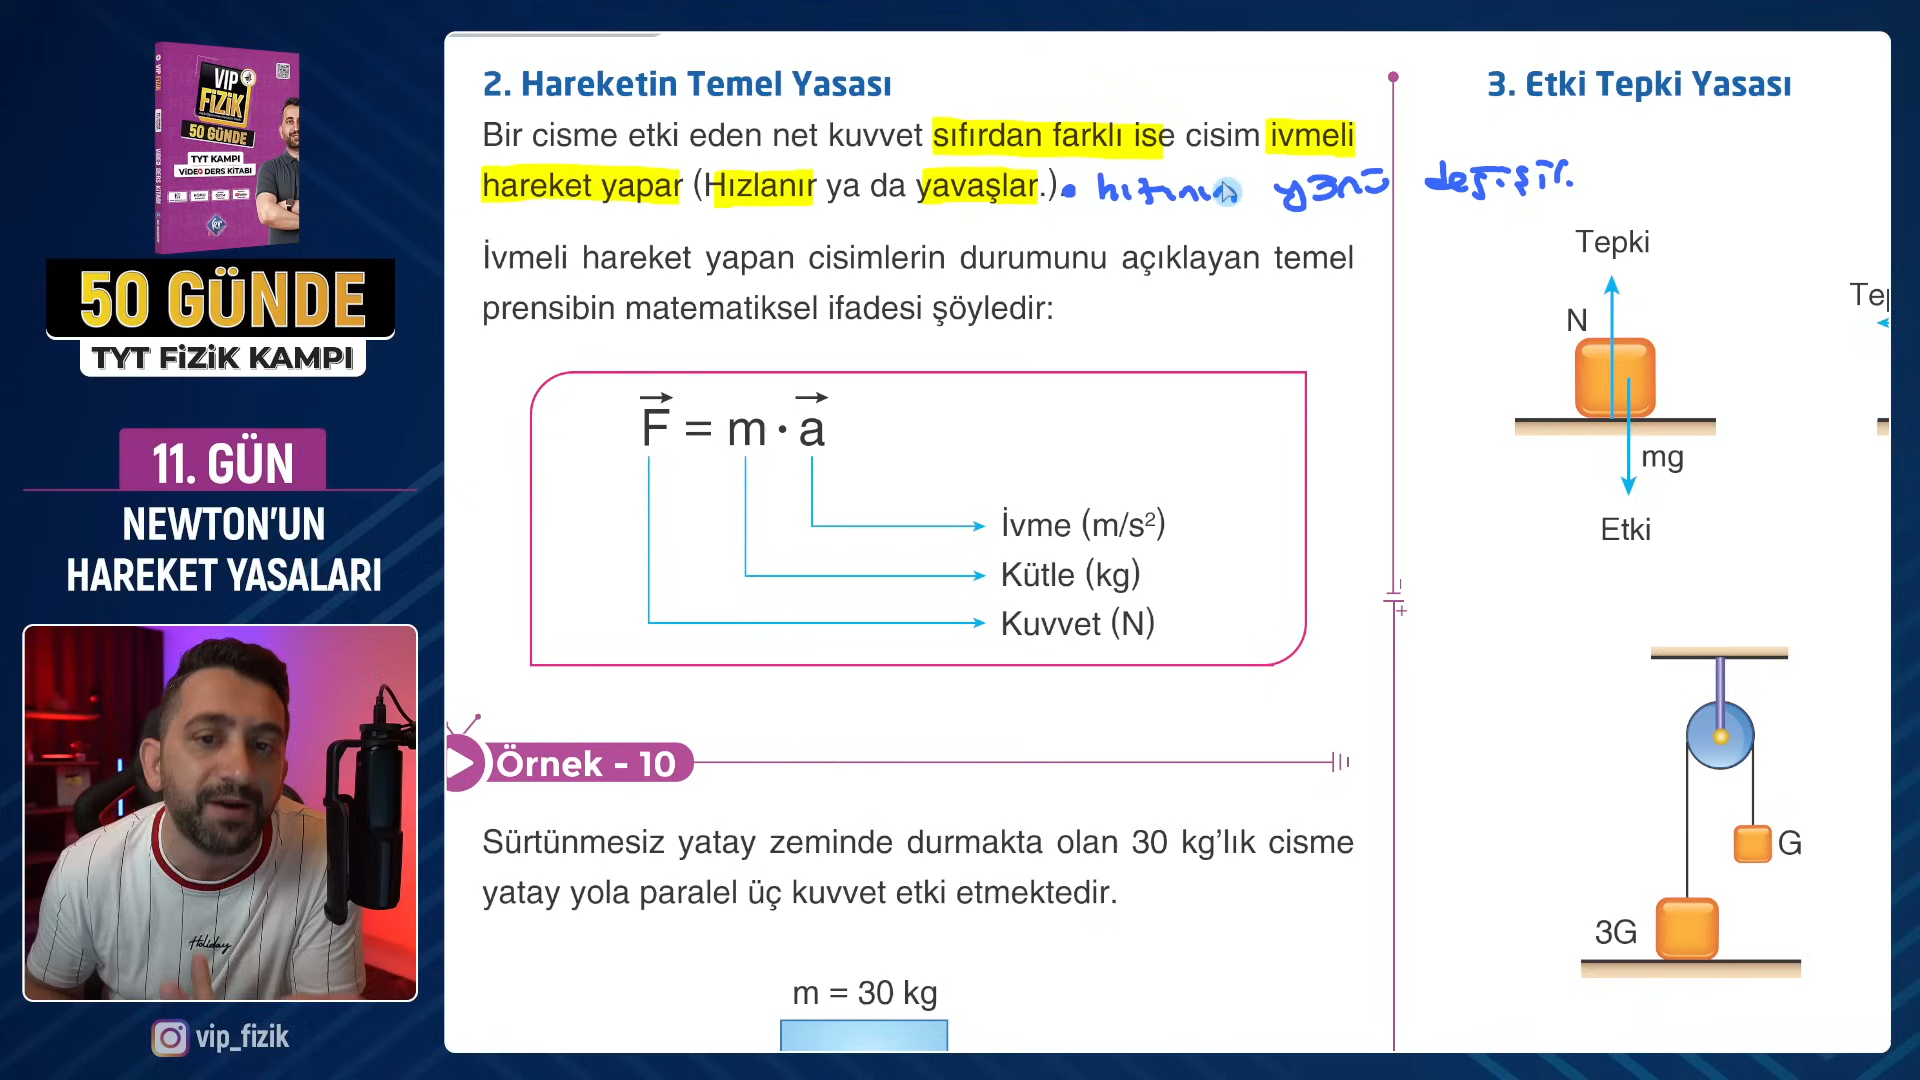 VIP
FİZİK
50 GÜNDE
TYT KAMPI
VİDEO DERS KİTABI
50 GÜNDE
TYT FİZİK KAMPI
11. GÜN
NEWTON'UN
HAREKET YASALARI
Holiday
vip_fizik
2. Hareketin Temel Yasası
Bir cisme etki eden net kuvvet sıfırdan farklı ise cisim ivmeli
hareket yapar (Hızlanır ya da yavaşlar.) • hızının yönü değişir.
İvmeli hareket yapan cisimlerin durumunu açıklayan temel
prensibin matematiksel ifadesi şöyledir:
F = m · a
İvme (m/s²)
Kütle (kg)
Kuvvet (N)
Örnek - 10
Sürtünmesiz yatay zeminde durmakta olan 30 kg'lık cisme
yatay yola paralel üç kuvvet etki etmektedir.
m = 30 kg
3. Etki Tepki Yasası
Tepki
Tep
N
mg
Etki
G
3G